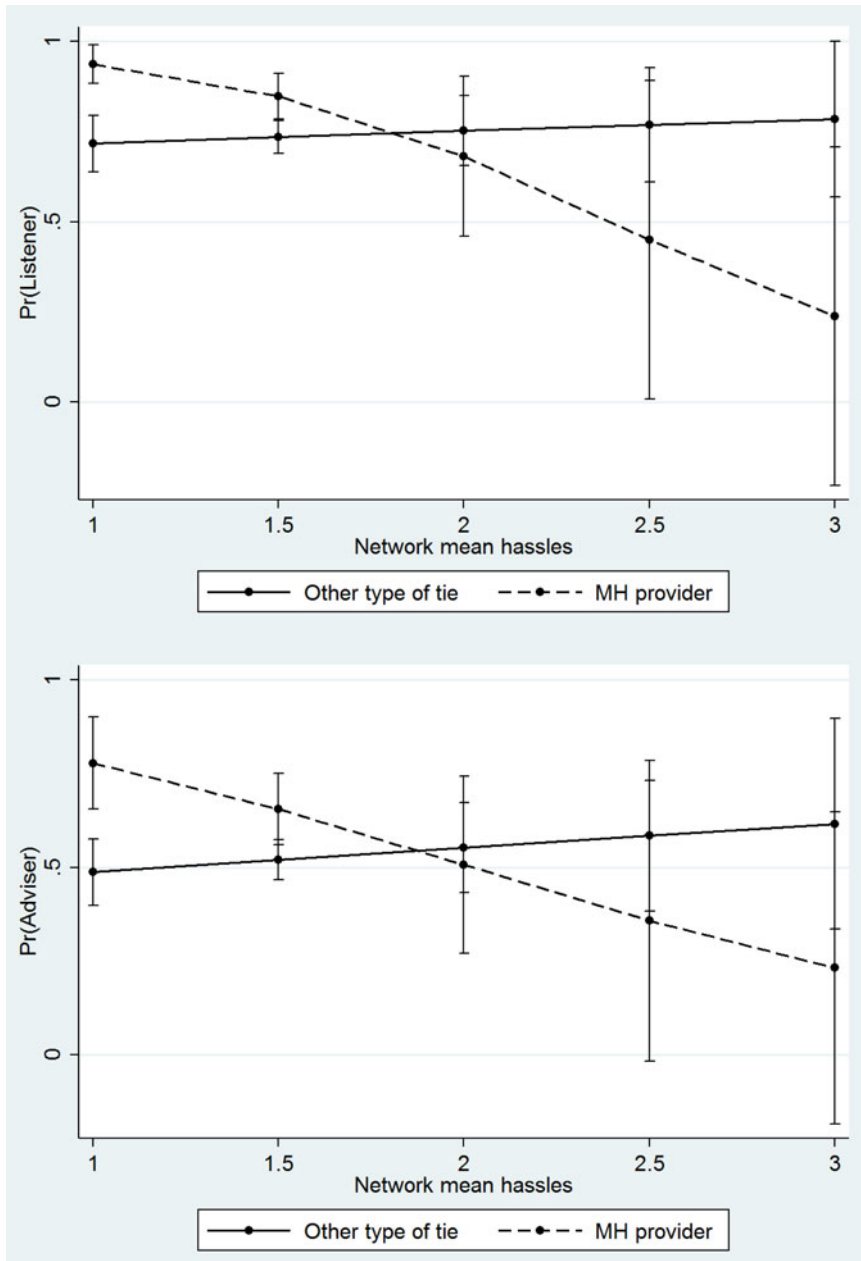 1
.5
0
Pr(Listener)
1 1.5 2 2.5 3
Network mean hassles
Other type of tie MH provider
1
.5
0
Pr(Adviser)
1 1.5 2 2.5 3
Network mean hassles
Other type of tie MH provider